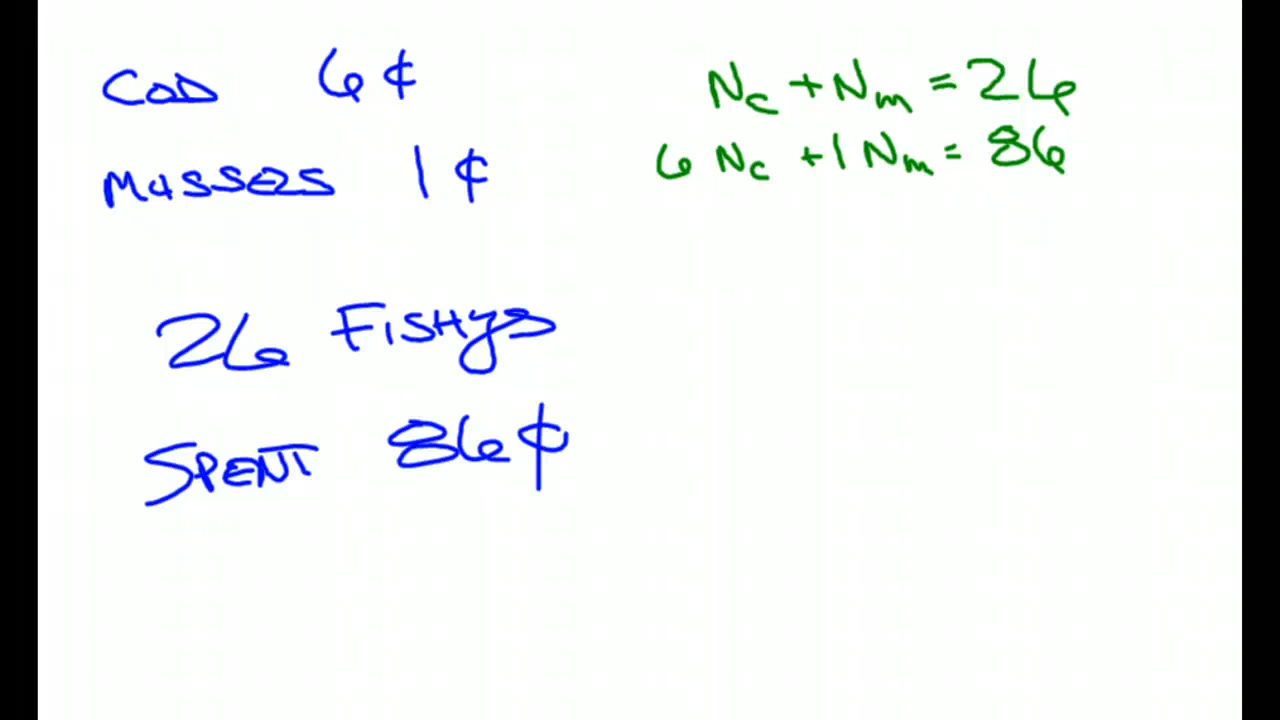 COD 6¢
MUSSELS 1¢
26 FISHYS
SPENT 86¢
Nc + Nm = 26
6 Nc + 1 Nm = 86